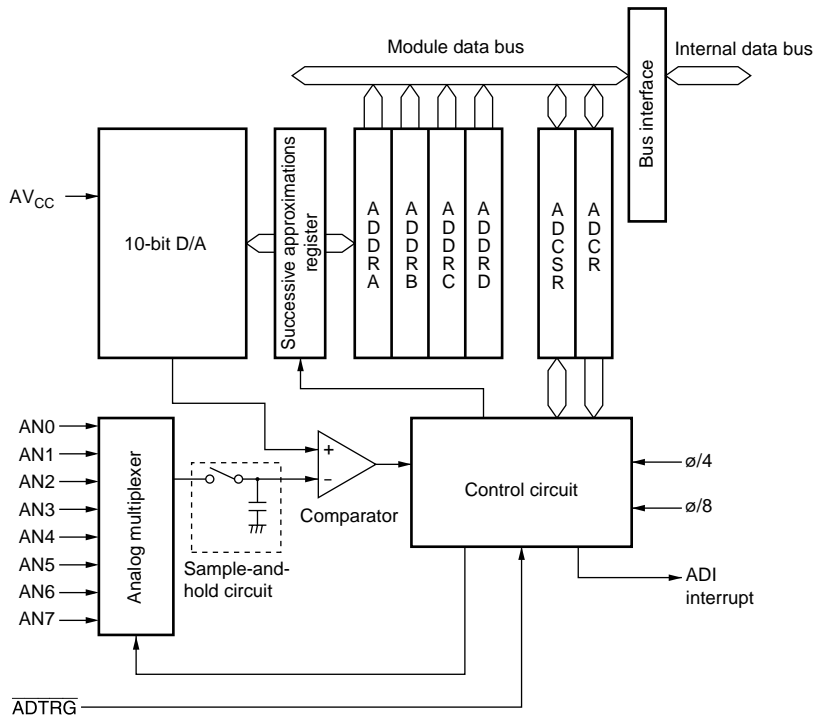 Module data bus
Internal data bus
Bus interface
AVCC
10-bit D/A
Successive approximations
register
ADDRA
ADDRB
ADDRC
ADDRD
ADCSR
ADCR
AN0
AN1
AN2
AN3
AN4
AN5
AN6
AN7
Analog multiplexer
+
−
Comparator
Sample-and-
hold circuit
Control circuit
ø/4
ø/8
ADI
interrupt
ADTRG